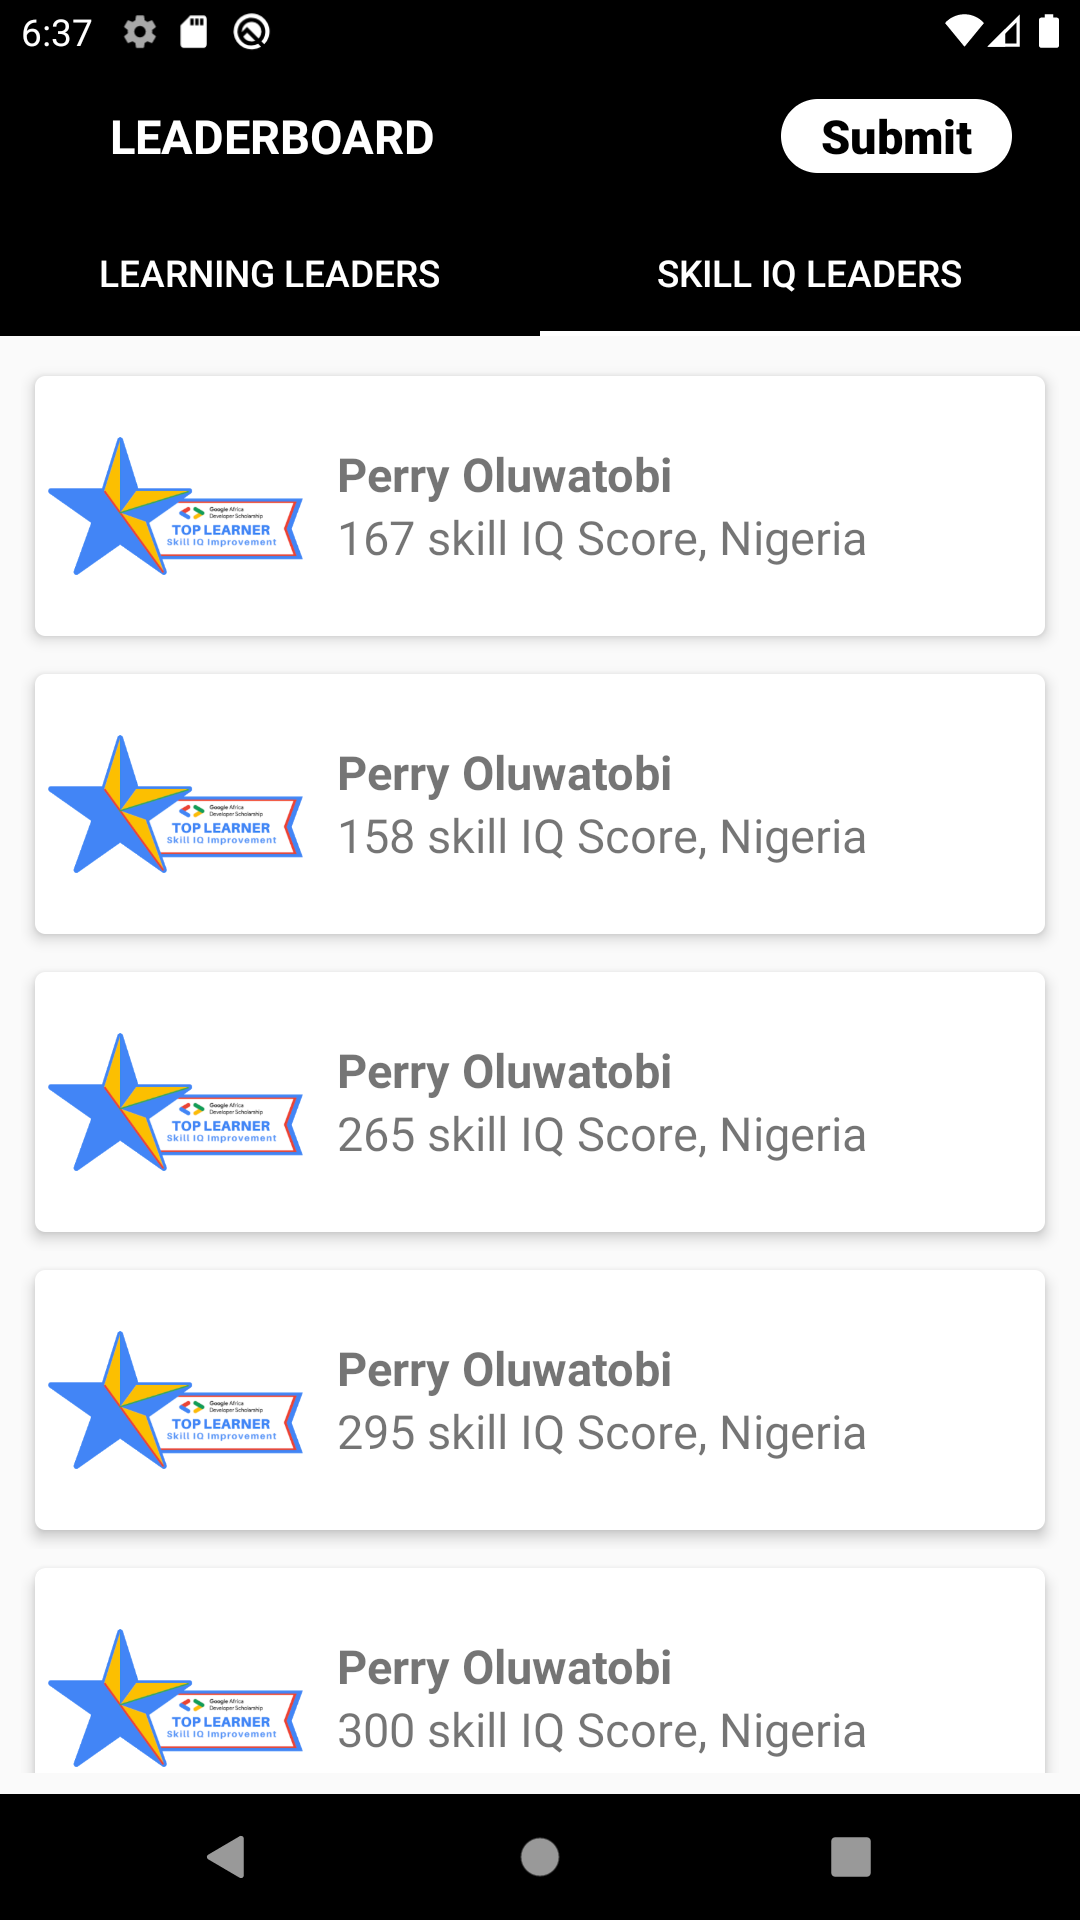 6:37
LEADERBOARD
Submit
LEARNING LEADERS
SKILL IQ LEADERS
Google Africa
Developer Scholarship
TOP LEARNER
Skill IQ Improvement
Perry Oluwatobi
167 skill IQ Score, Nigeria
Google Africa
Developer Scholarship
TOP LEARNER
Skill IQ Improvement
Perry Oluwatobi
158 skill IQ Score, Nigeria
Google Africa
Developer Scholarship
TOP LEARNER
Skill IQ Improvement
Perry Oluwatobi
265 skill IQ Score, Nigeria
Google Africa
Developer Scholarship
TOP LEARNER
Skill IQ Improvement
Perry Oluwatobi
295 skill IQ Score, Nigeria
Google Africa
Developer Scholarship
TOP LEARNER
Skill IQ Improvement
Perry Oluwatobi
300 skill IQ Score, Nigeria